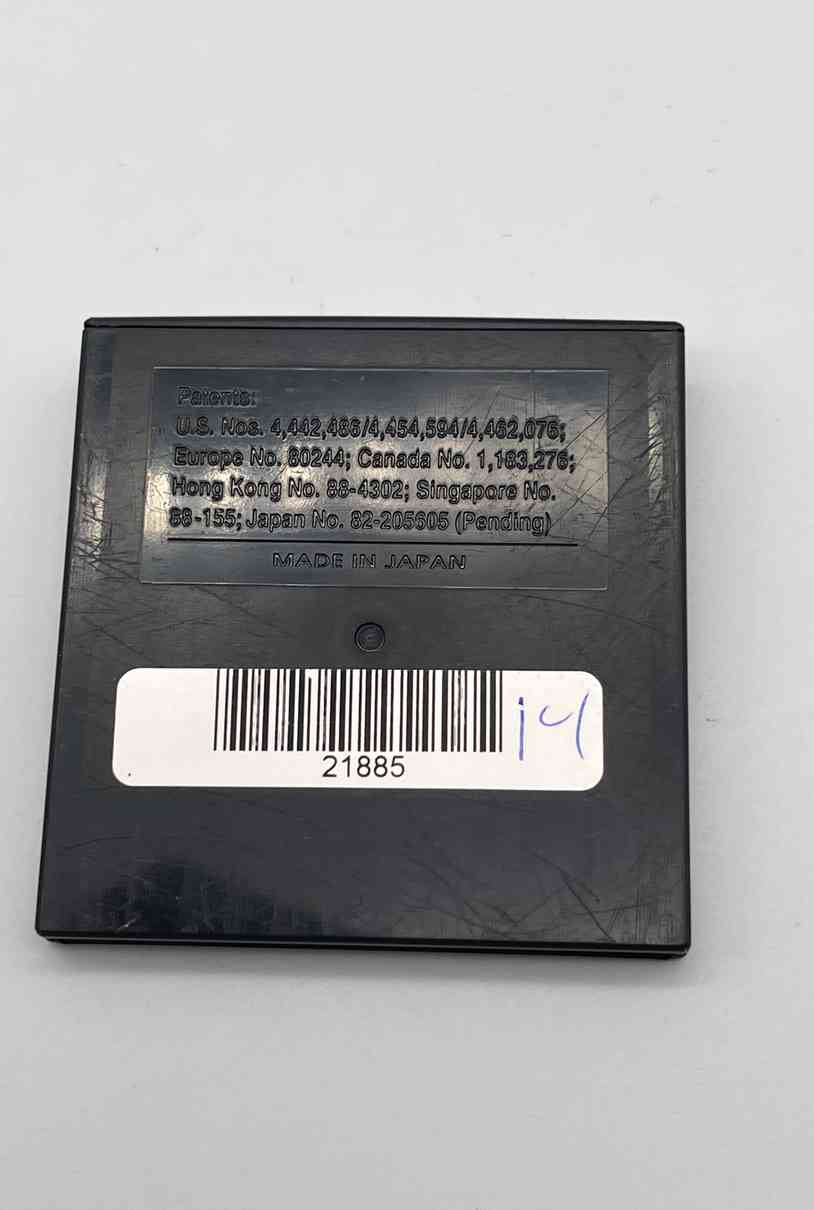 Patents:
U.S. Nos. 4,442,486/4,454,594/4,462,076;
Europe No. 80244; Canada No. 1,183,276;
Hong Kong No. 88-4302; Singapore No.
88-155; Japan No. 82-205605 (Pending)
MADE IN JAPAN
21885